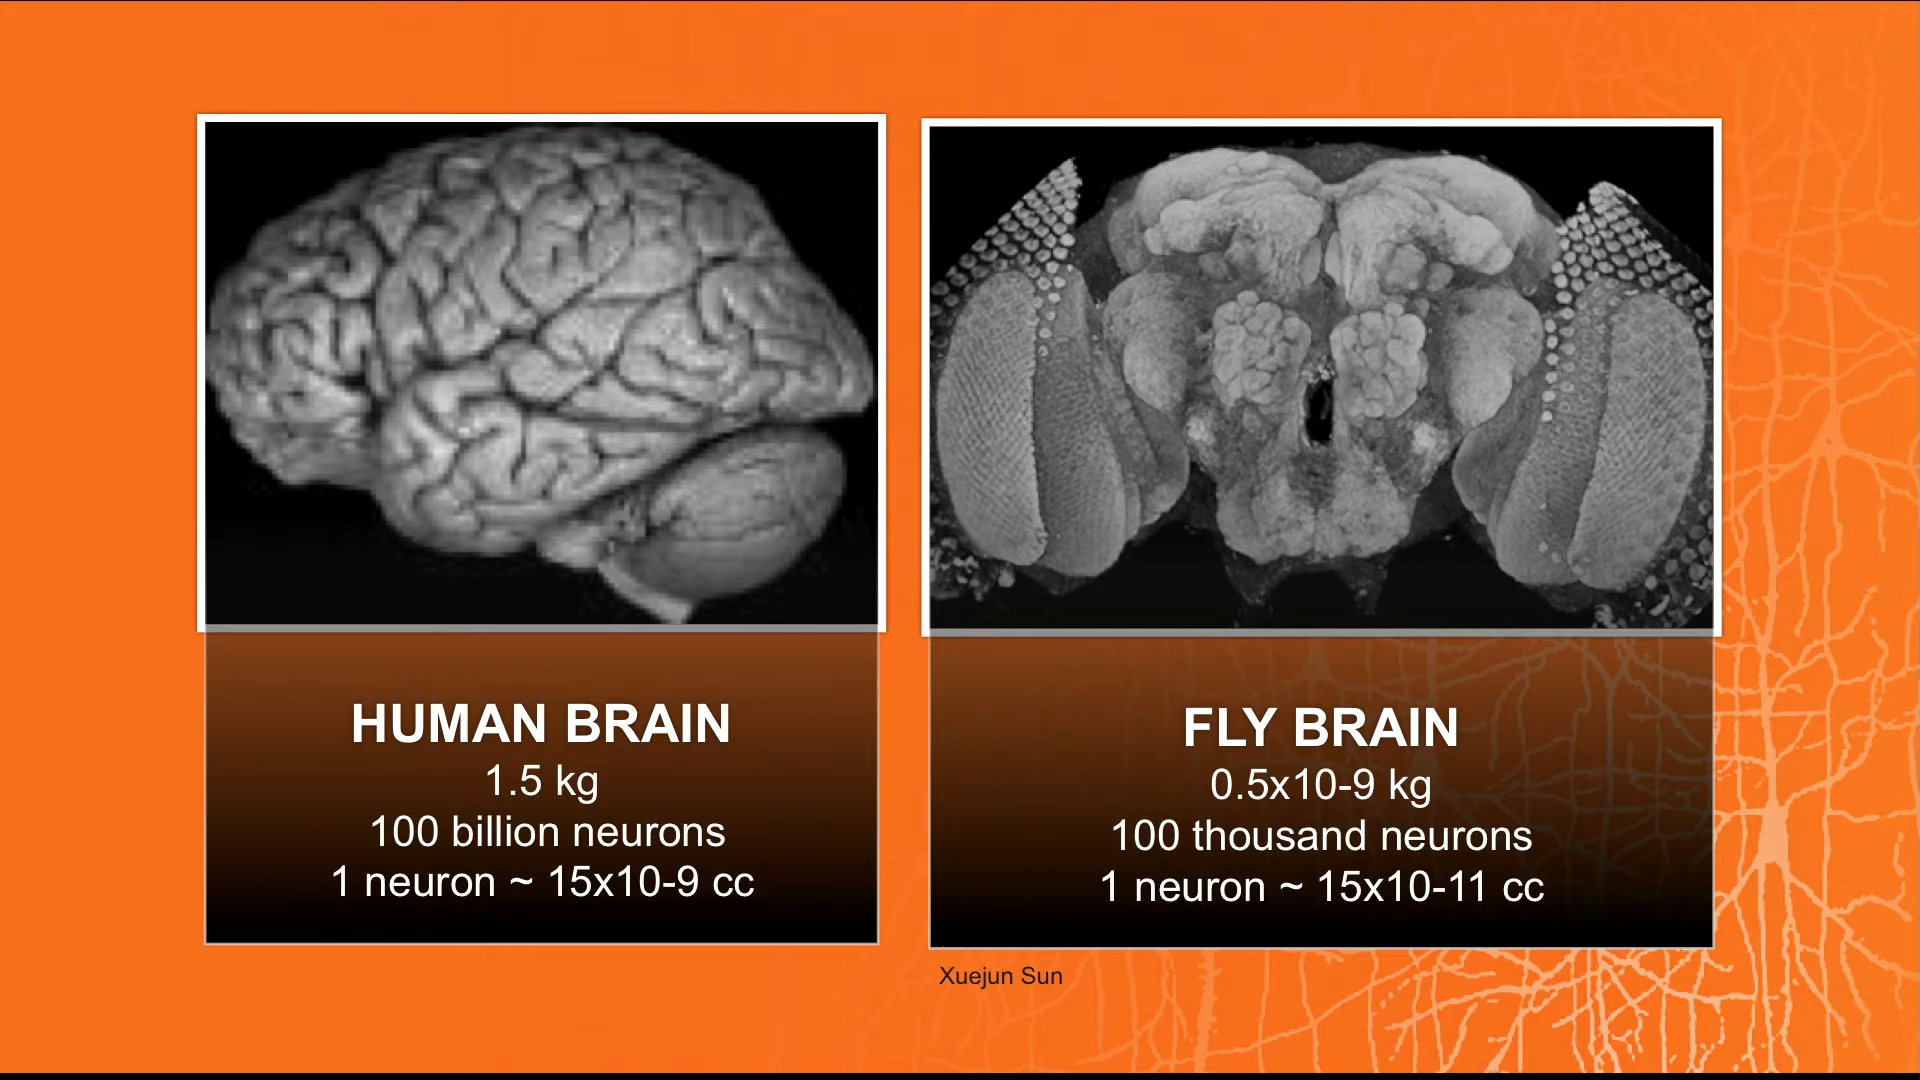 HUMAN BRAIN
1.5 kg
100 billion neurons
1 neuron ~ 15x10-9 cc
FLY BRAIN
0.5x10-9 kg
100 thousand neurons
1 neuron ~ 15x10-11 cc
Xuejun Sun